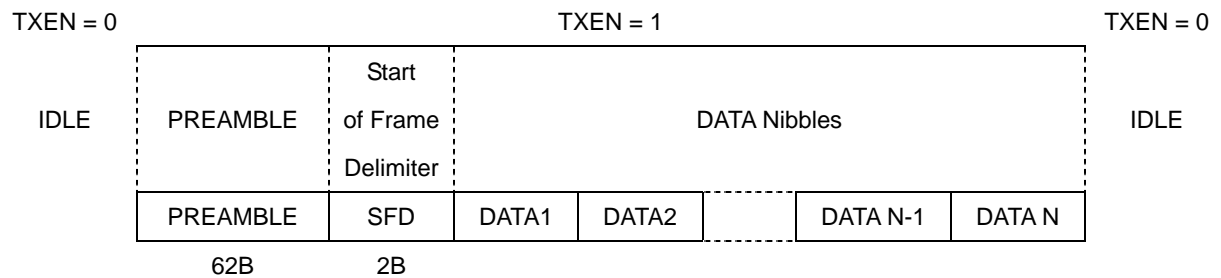 TXEN = 0 TXEN = 1 TXEN = 0
Start
IDLE PREAMBLE of Frame DATA Nibbles IDLE
Delimiter
PREAMBLE SFD DATA1 DATA2 DATA N-1 DATA N
62B 2B